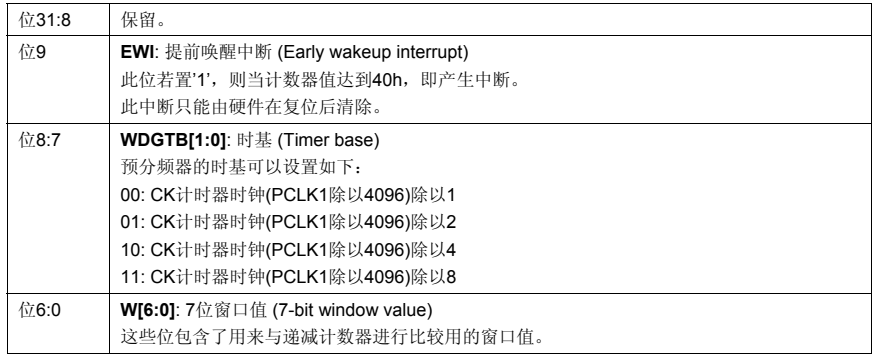 位31:8 保留。
位9 EWI: 提前唤醒中断 (Early wakeup interrupt)
此位若置'1'，则当计数器值达到40h，即产生中断。
此中断只能由硬件在复位后清除。
位8:7 WDGTB[1:0]: 时基 (Timer base)
预分频器的时基可以设置如下：
00: CK计时器时钟(PCLK1除以4096)除以1
01: CK计时器时钟(PCLK1除以4096)除以2
10: CK计时器时钟(PCLK1除以4096)除以4
11: CK计时器时钟(PCLK1除以4096)除以8
位6:0 W[6:0]: 7位窗口值 (7-bit window value)
这些位包含了用来与递减计数器进行比较用的窗口值。